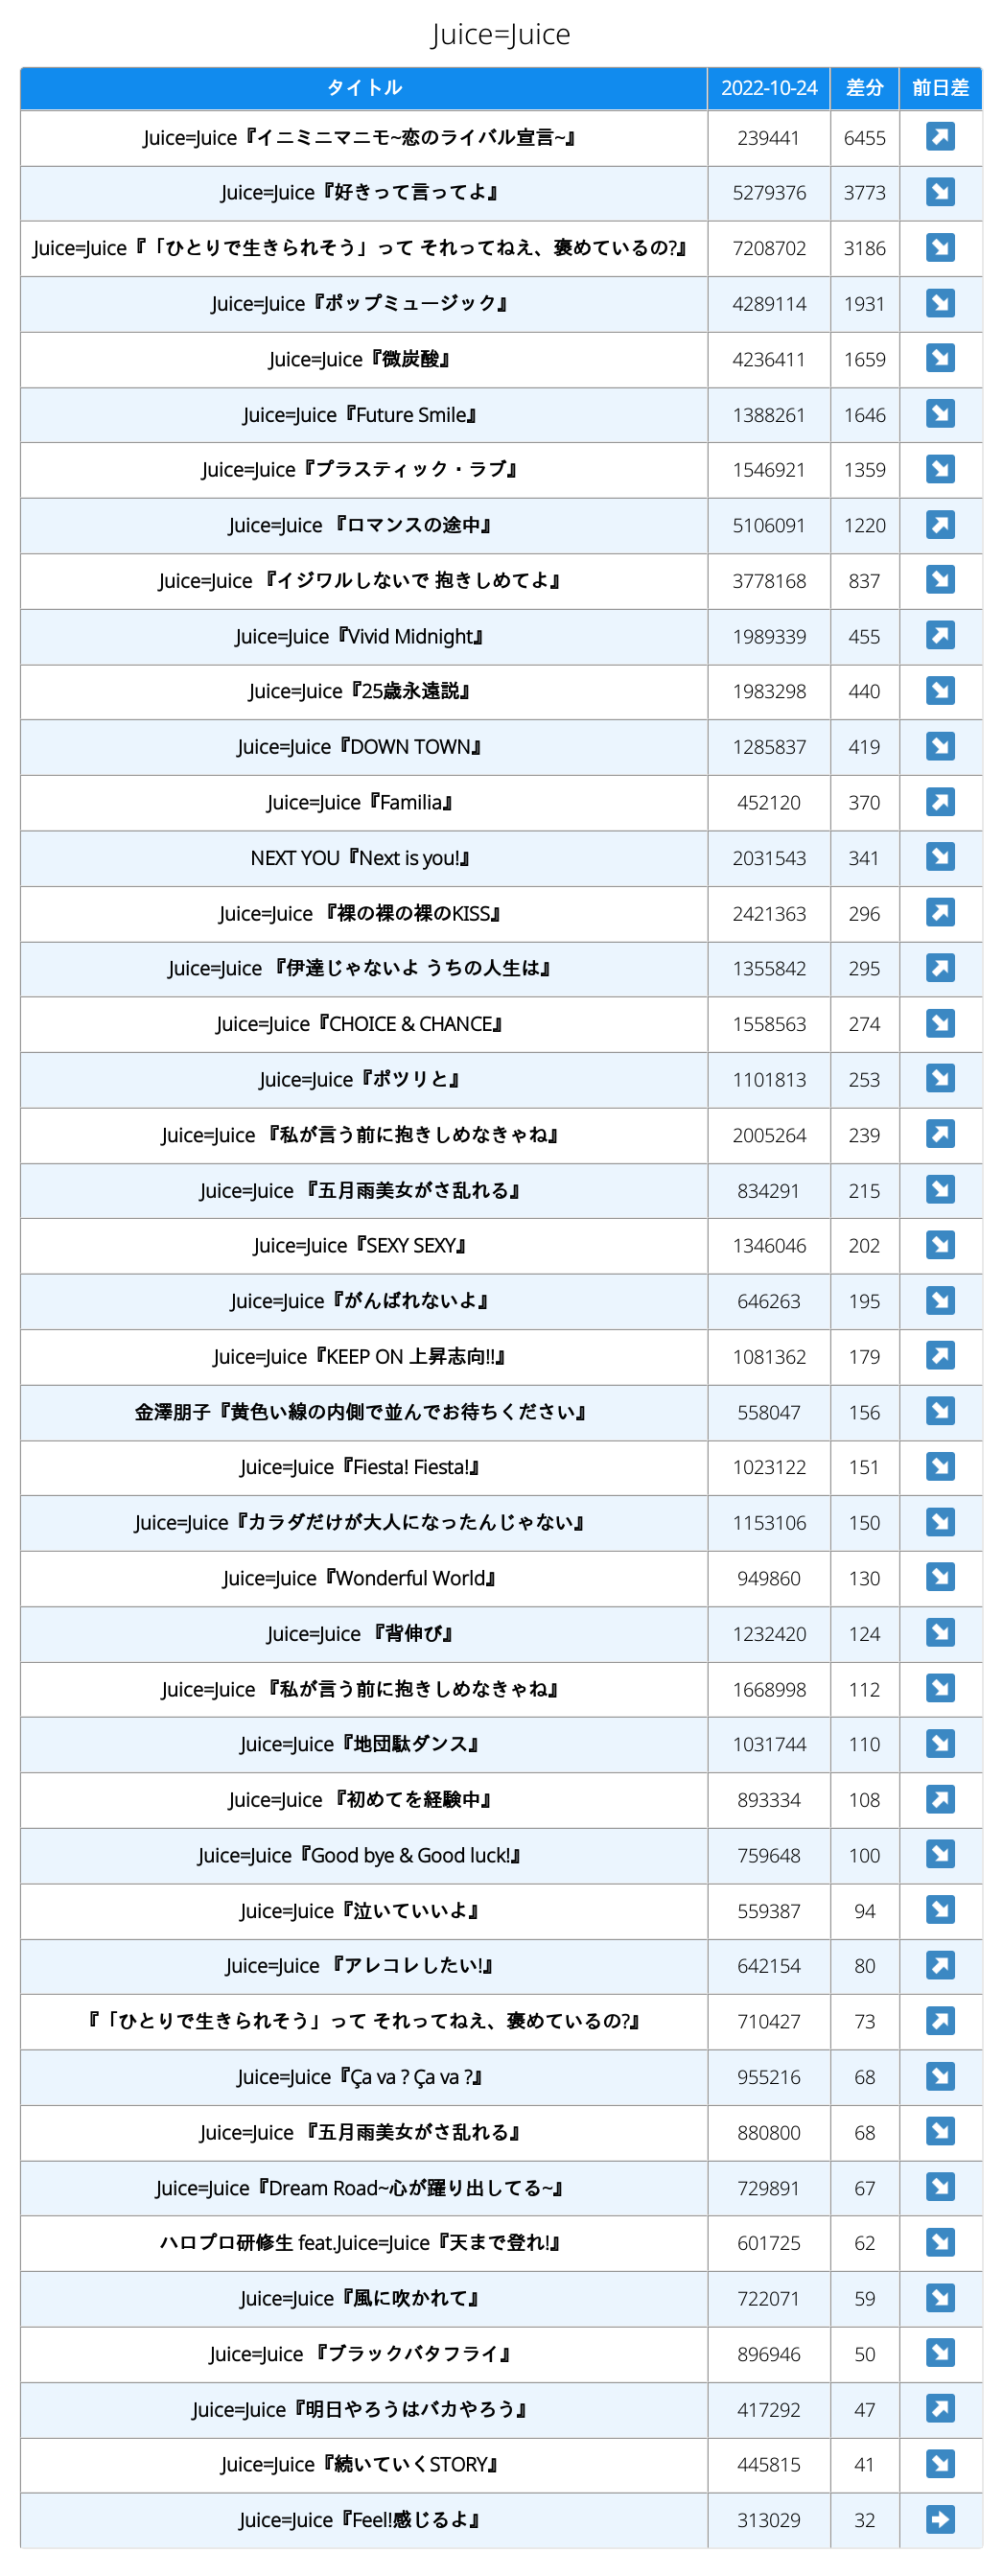 Juice=Juice
タイトル 2022-10-24 差分 前日差
Juice=Juice『イニミニマニモ~恋のライバル宣言~』 239441 6455 ↗
Juice=Juice『好きって言ってよ』 5279376 3773 ↘
Juice=Juice『「ひとりで生きられそう」って それってねえ、褒めているの?』 7208702 3186 ↘
Juice=Juice『ポップミュージック』 4289114 1931 ↘
Juice=Juice『微炭酸』 4236411 1659 ↘
Juice=Juice『Future Smile』 1388261 1646 ↘
Juice=Juice『プラスティック・ラブ』 1546921 1359 ↘
Juice=Juice 『ロマンスの途中』 5106091 1220 ↗
Juice=Juice 『イジワルしないで 抱きしめてよ』 3778168 837 ↘
Juice=Juice『Vivid Midnight』 1989339 455 ↗
Juice=Juice『25歳永遠説』 1983298 440 ↘
Juice=Juice『DOWN TOWN』 1285837 419 ↘
Juice=Juice『Familia』 452120 370 ↗
NEXT YOU『Next is you!』 2031543 341 ↘
Juice=Juice 『裸の裸の裸のKISS』 2421363 296 ↗
Juice=Juice 『伊達じゃないよ うちの人生は』 1355842 295 ↗
Juice=Juice『CHOICE & CHANCE』 1558563 274 ↘
Juice=Juice『ポツリと』 1101813 253 ↘
Juice=Juice 『私が言う前に抱きしめなきゃね』 2005264 239 ↗
Juice=Juice 『五月雨美女がさ乱れる』 834291 215 ↘
Juice=Juice『SEXY SEXY』 1346046 202 ↘
Juice=Juice『がんばれないよ』 646263 195 ↘
Juice=Juice『KEEP ON 上昇志向!!』 1081362 179 ↗
金澤朋子『黄色い線の内側で並んでお待ちください』 558047 156 ↘
Juice=Juice『Fiesta! Fiesta!』 1023122 151 ↘
Juice=Juice『カラダだけが大人になったんじゃない』 1153106 150 ↘
Juice=Juice『Wonderful World』 949860 130 ↘
Juice=Juice 『背伸び』 1232420 124 ↘
Juice=Juice 『私が言う前に抱きしめなきゃね』 1668998 112 ↘
Juice=Juice『地団駄ダンス』 1031744 110 ↘
Juice=Juice 『初めてを経験中』 893334 108 ↗
Juice=Juice『Good bye & Good luck!』 759648 100 ↘
Juice=Juice『泣いていいよ』 559387 94 ↘
Juice=Juice 『アレコレしたい!』 642154 80 ↗
『「ひとりで生きられそう」って それってねえ、褒めているの?』 710427 73 ↗
Juice=Juice『Ça va ? Ça va ?』 955216 68 ↘
Juice=Juice 『五月雨美女がさ乱れる』 880800 68 ↘
Juice=Juice『Dream Road~心が躍り出してる~』 729891 67 ↘
ハロプロ研修生 feat.Juice=Juice『天まで登れ!』 601725 62 ↘
Juice=Juice『風に吹かれて』 722071 59 ↘
Juice=Juice 『ブラックバタフライ』 896946 50 ↘
Juice=Juice『明日やろうはバカやろう』 417292 47 ↗
Juice=Juice『続いていくSTORY』 445815 41 ↘
Juice=Juice『Feel!感じるよ』 313029 32 →